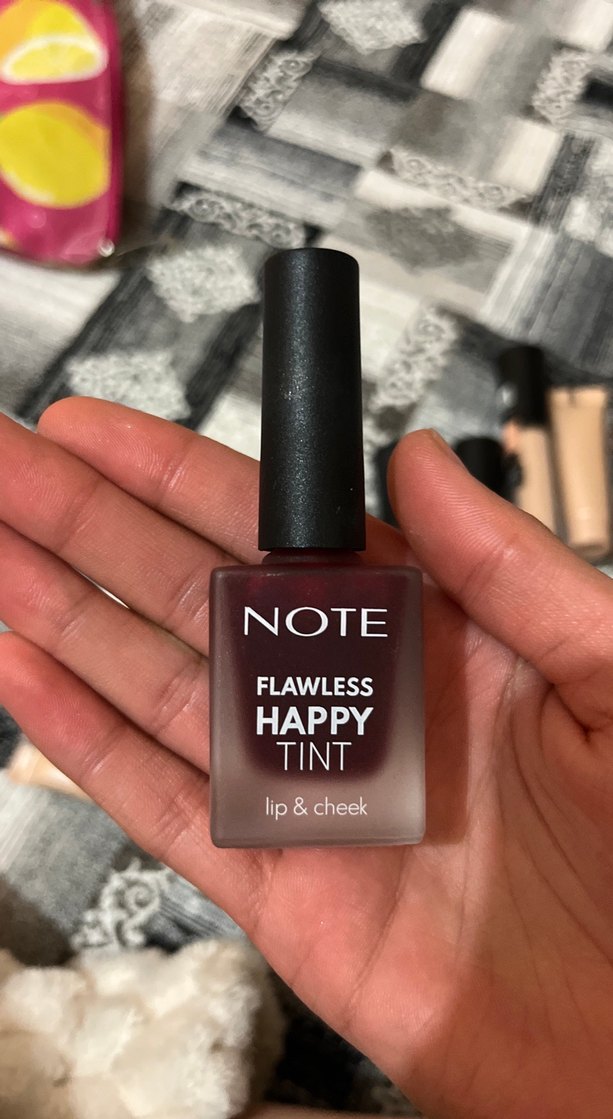 NOTE
FLAWLESS
HAPPY
TINT
lip & cheek